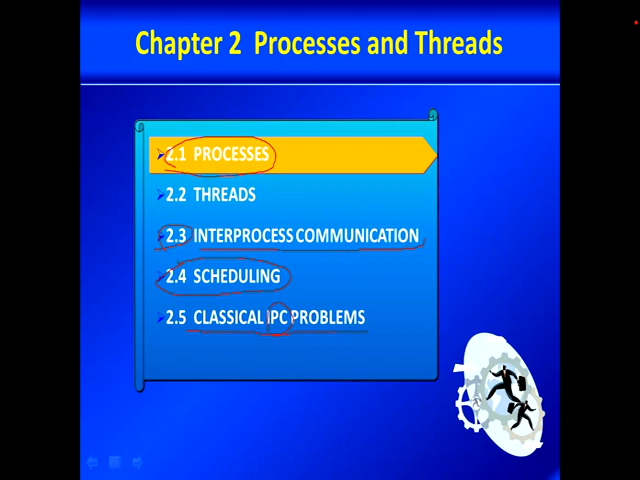 Chapter 2 Processes and Threads
2.1 PROCESSES
2.2 THREADS
2.3 INTERPROCESS COMMUNICATION
2.4 SCHEDULING
2.5 CLASSICAL IPC PROBLEMS